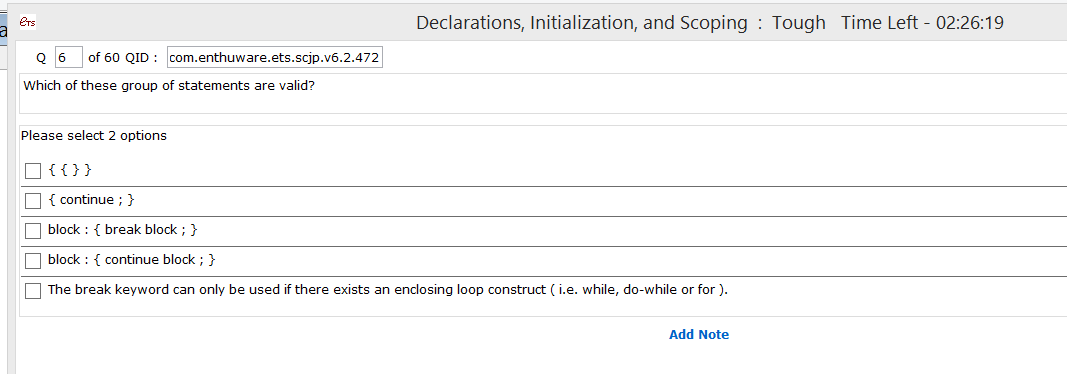 ETS Declarations, Initialization, and Scoping : Tough Time Left - 02:26:19
a
Q 6 of 60 QID : com.enthuware.ets.scjp.v6.2.472
Which of these group of statements are valid?
Please select 2 options
{ { } }
{ continue ; }
block : { break block ; }
block : { continue block ; }
The break keyword can only be used if there exists an enclosing loop construct ( i.e. while, do-while or for ).
Add Note